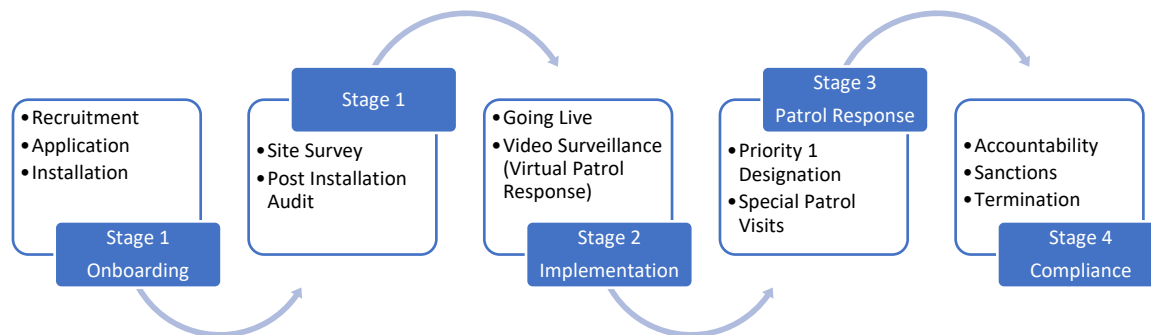 •Recruitment
•Application
•Installation
Stage 1
Onboarding
Stage 1
•Site Survey
•Post Installation
Audit
•Going Live
•Video Surveillance
(Virtual Patrol
Response)
Stage 2
Implementation
Stage 3
Patrol Response
•Priority 1
Designation
•Special Patrol
Visits
•Accountability
•Sanctions
•Termination
Stage 4
Compliance